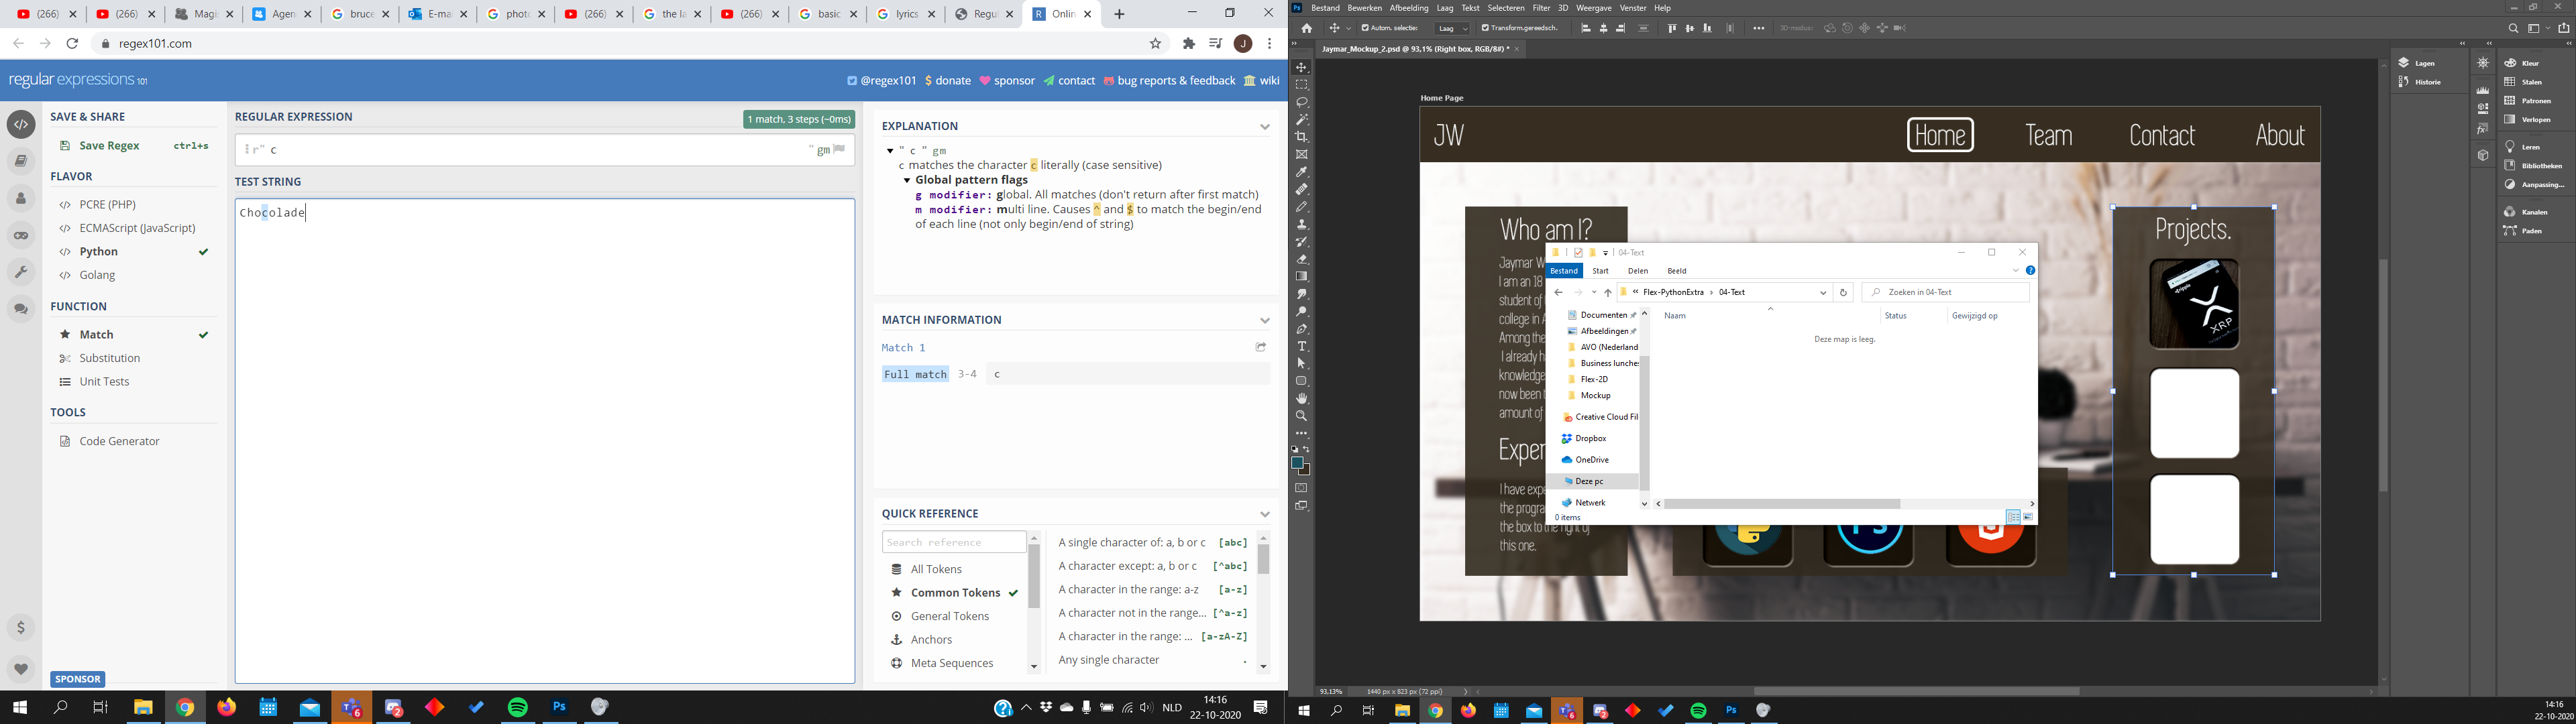 (266)
(266)
Magis
Agen
bruce
E-ma
phot
(266)
the la
(266)
basic
lyrics
Regu
Onlin
regex101.com
J
regular expressions 101
@regex101
donate
sponsor
contact
bug reports & feedback
wiki
SAVE & SHARE
Save Regex ctrl+s
FLAVOR
PCRE (PHP)
ECMAScript (JavaScript)
Python
Golang
FUNCTION
Match
Substitution
Unit Tests
TOOLS
Code Generator
SPONSOR
REGULAR EXPRESSION
1 match, 3 steps (~0ms)
r" c " gm
TEST STRING
Chocolade
EXPLANATION
" c " gm
c matches the character c literally (case sensitive)
Global pattern flags
g modifier: global. All matches (don't return after first match)
m modifier: multi line. Causes ^ and $ to match the begin/end
of each line (not only begin/end of string)
MATCH INFORMATION
Match 1
Full match 3-4 c
QUICK REFERENCE
Search reference
All Tokens
Common Tokens
General Tokens
Anchors
Meta Sequences
A single character of: a, b or c [abc]
A character except: a, b or c [^abc]
A character in the range: a-z [a-z]
A character not in the range... [^a-z]
A character in the range: ... [a-zA-Z]
Any single character .
NLD
14:16
22-10-2020
Ps
Bestand Bewerken Afbeelding Laag Tekst Selecteren Filter 3D Weergave Venster Help
Autom. selectie: Laag Transform.gereedsch. 3D-modus:
Jaymar_Mockup_2.psd @ 93,1% (Right box, RGB/8#) *
Home Page
JW
Home
Team
Contact
About
Who am I?
Jaymar W
I am an 18
student of
college in A
Among the
I already ha
knowledge
now been
amount of
Exper
I have expe
the progra
the box to the right of
this one.
Projects.
XRP
04-Text
Bestand Start Delen Beeld
Flex-PythonExtra › 04-Text
Zoeken in 04-Text
Documenten
Afbeeldingen
AVO (Nederland
Business lunches
Flex-2D
Mockup
Creative Cloud Fil
Dropbox
OneDrive
Deze pc
Netwerk
Naam Status Gewijzigd op
Deze map is leeg.
0 items
Lagen
Historie
Kleur
Stalen
Patronen
Verlopen
Leren
Bibliotheken
Aanpassing...
Kanalen
Paden
93,13% 1440 px x 823 px (72 ppi)
14:16
22-10-2020